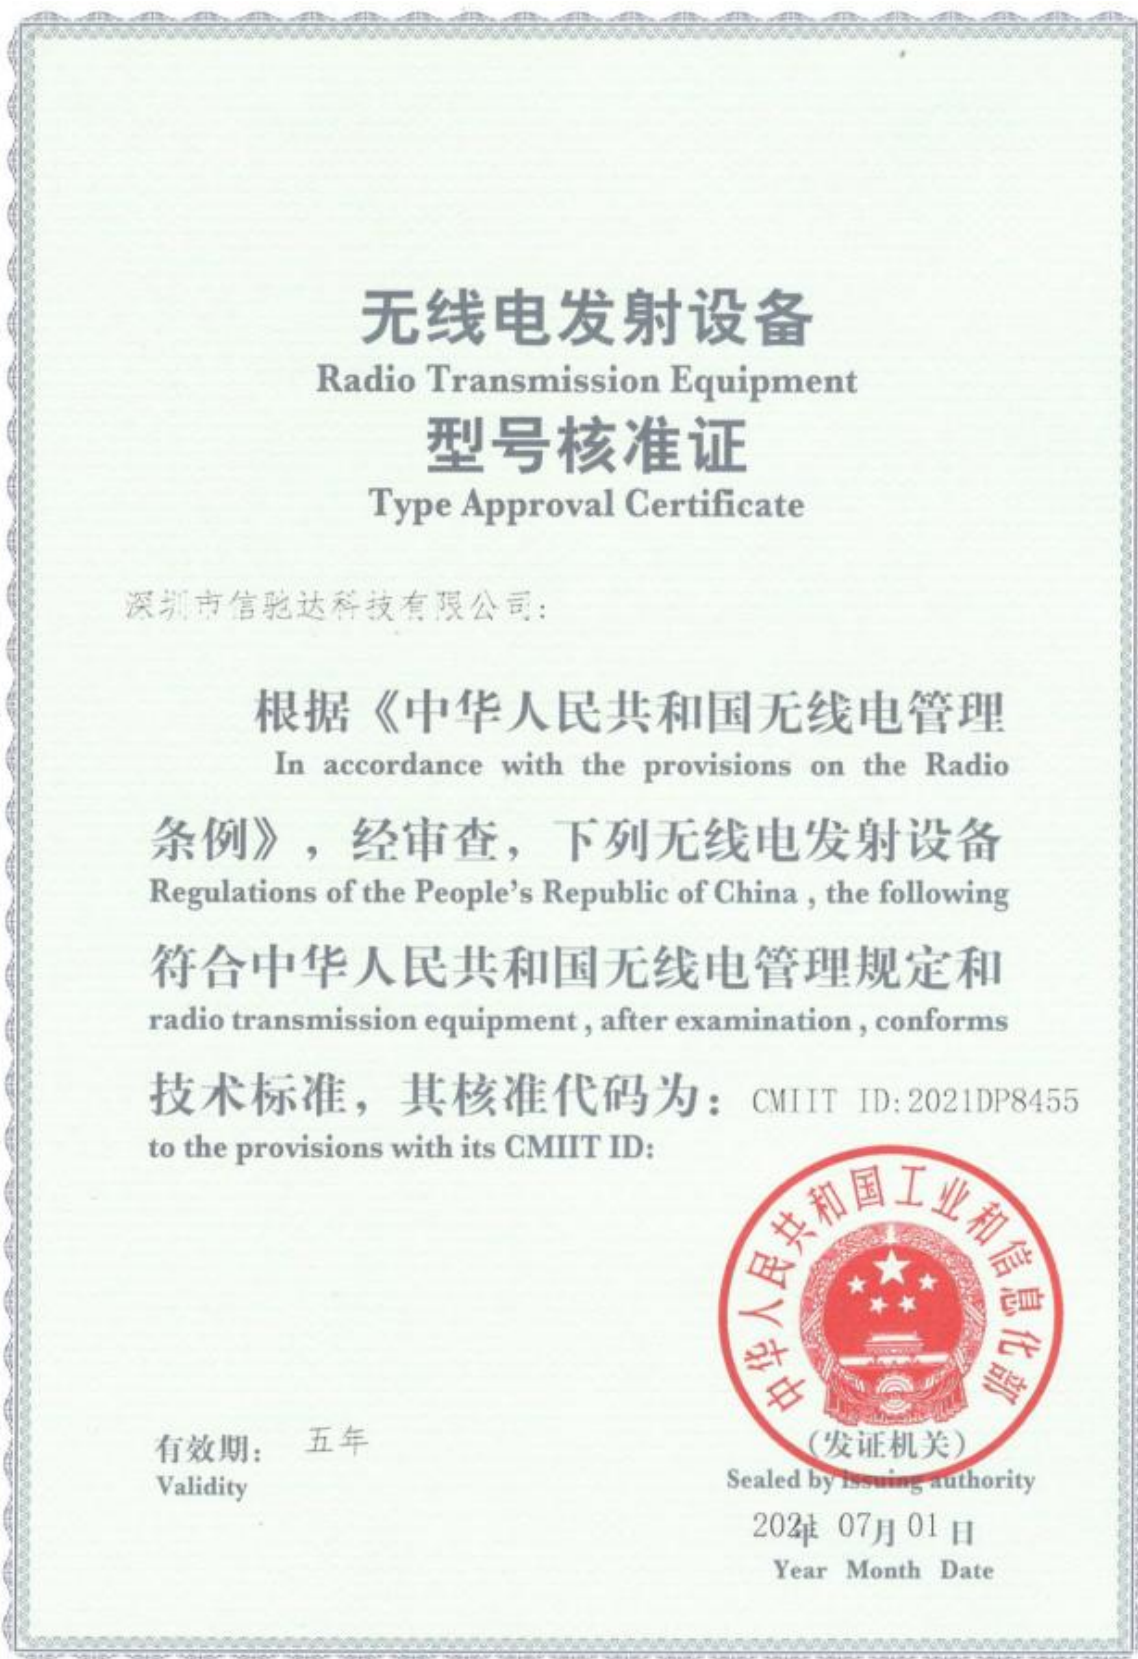 无线电发射设备
Radio Transmission Equipment
型号核准证
Type Approval Certificate
深圳市信驰达科技有限公司:
根据《中华人民共和国无线电管理
In accordance with the provisions on the Radio
条例》，经审查，下列无线电发射设备
Regulations of the People's Republic of China , the following
符合中华人民共和国无线电管理规定和
radio transmission equipment , after examination , conforms
技术标准，其核准代码为：CMIIT ID:2021DP8455
to the provisions with its CMIIT ID:
中华人民共和国工业和信息化部
有效期： 五年
Validity
(发证机关)
Sealed by issuing authority
2021年 07月 01 日
Year Month Date